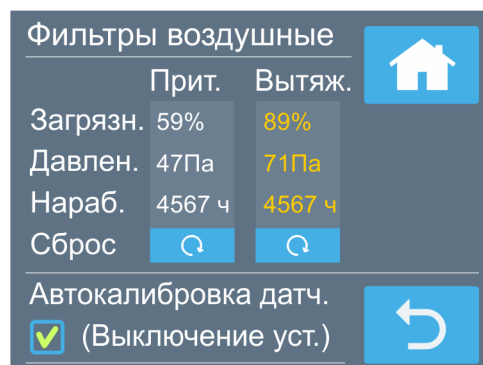 Фильтры воздушные
Прит. Вытяж.
Загрязн. 59% 89%
Давлен. 47Па 71Па
Нараб. 4567 ч 4567 ч
Сброс
Автокалибровка датч.
(Выключение уст.)